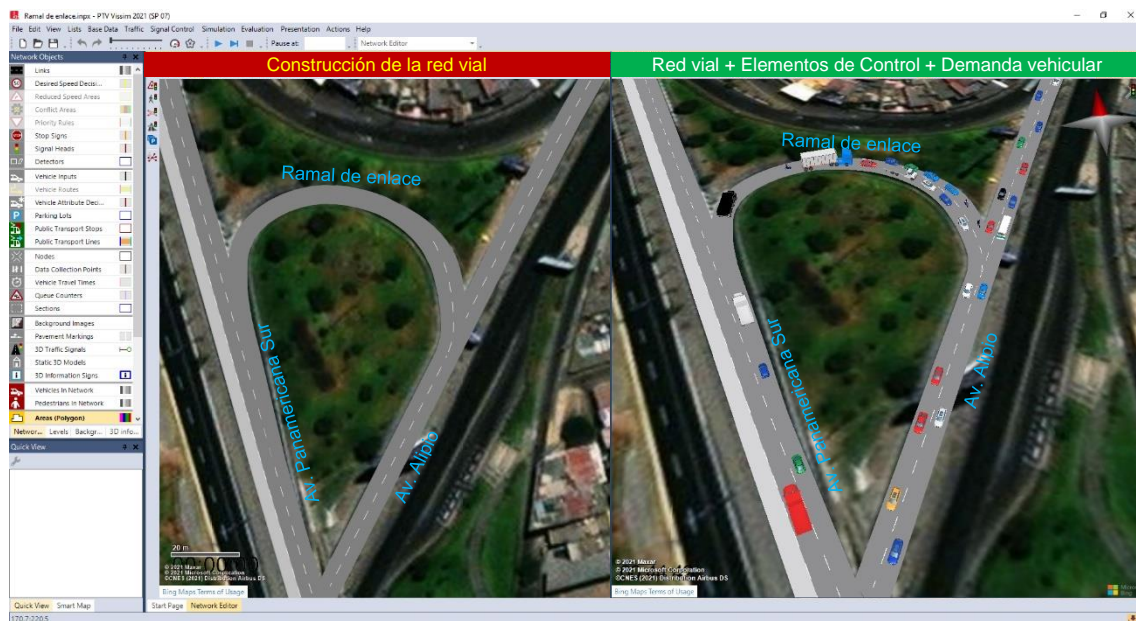 Ramal de enlace.inpx - PTV Vissim 2021 (SP 07)
File Edit View Lists Base Data Traffic Signal Control Simulation Evaluation Presentation Actions Help
Pause at: Network Editor
Network Objects
Links
Desired Speed Decisi...
Reduced Speed Areas
Conflict Areas
Priority Rules
Stop Signs
Signal Heads
Detectors
Vehicle Inputs
Vehicle Routes
Vehicle Attribute Deci...
Parking Lots
Public Transport Stops
Public Transport Lines
Nodes
Data Collection Points
Vehicle Travel Times
Queue Counters
Sections
Background Images
Pavement Markings
3D Traffic Signals
Static 3D Models
3D Information Signs
Vehicles In Network
Pedestrians In Network
Areas (Polygon)
Networ... Levels Backgr... 3D info...
Quick View
Quick View Smart Map
Construcción de la red vial
Ramal de enlace
Av. Panamericana Sur
Av. Alipio
20 m
© 2021 Maxar
© 2021 Microsoft Corporation
©CNES (2021) Distribution Airbus DS
Bing Maps Terms of Usage
Start Page Network Editor
Red vial + Elementos de Control + Demanda vehicular
Ramal de enlace
Av. Panamericana Sur
Av. Alipio
© 2021 Maxar
© 2021 Microsoft Corporation
©CNES (2021) Distribution Airbus DS
Bing Maps Terms of Usage
170.7:220.5